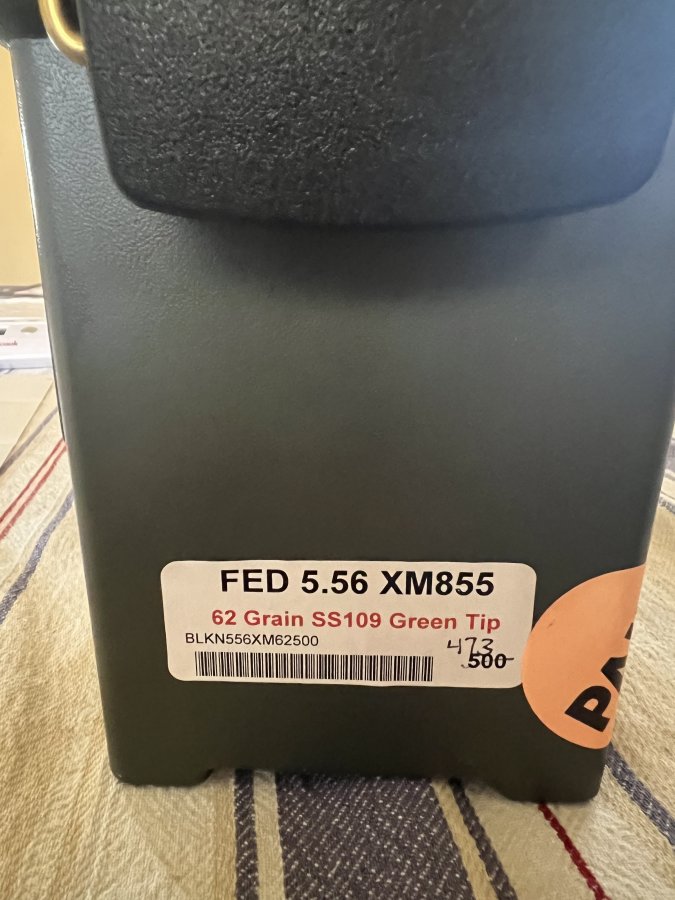 FED 5.56 XM855
62 Grain SS109 Green Tip
BLKN556XM62500
473
500